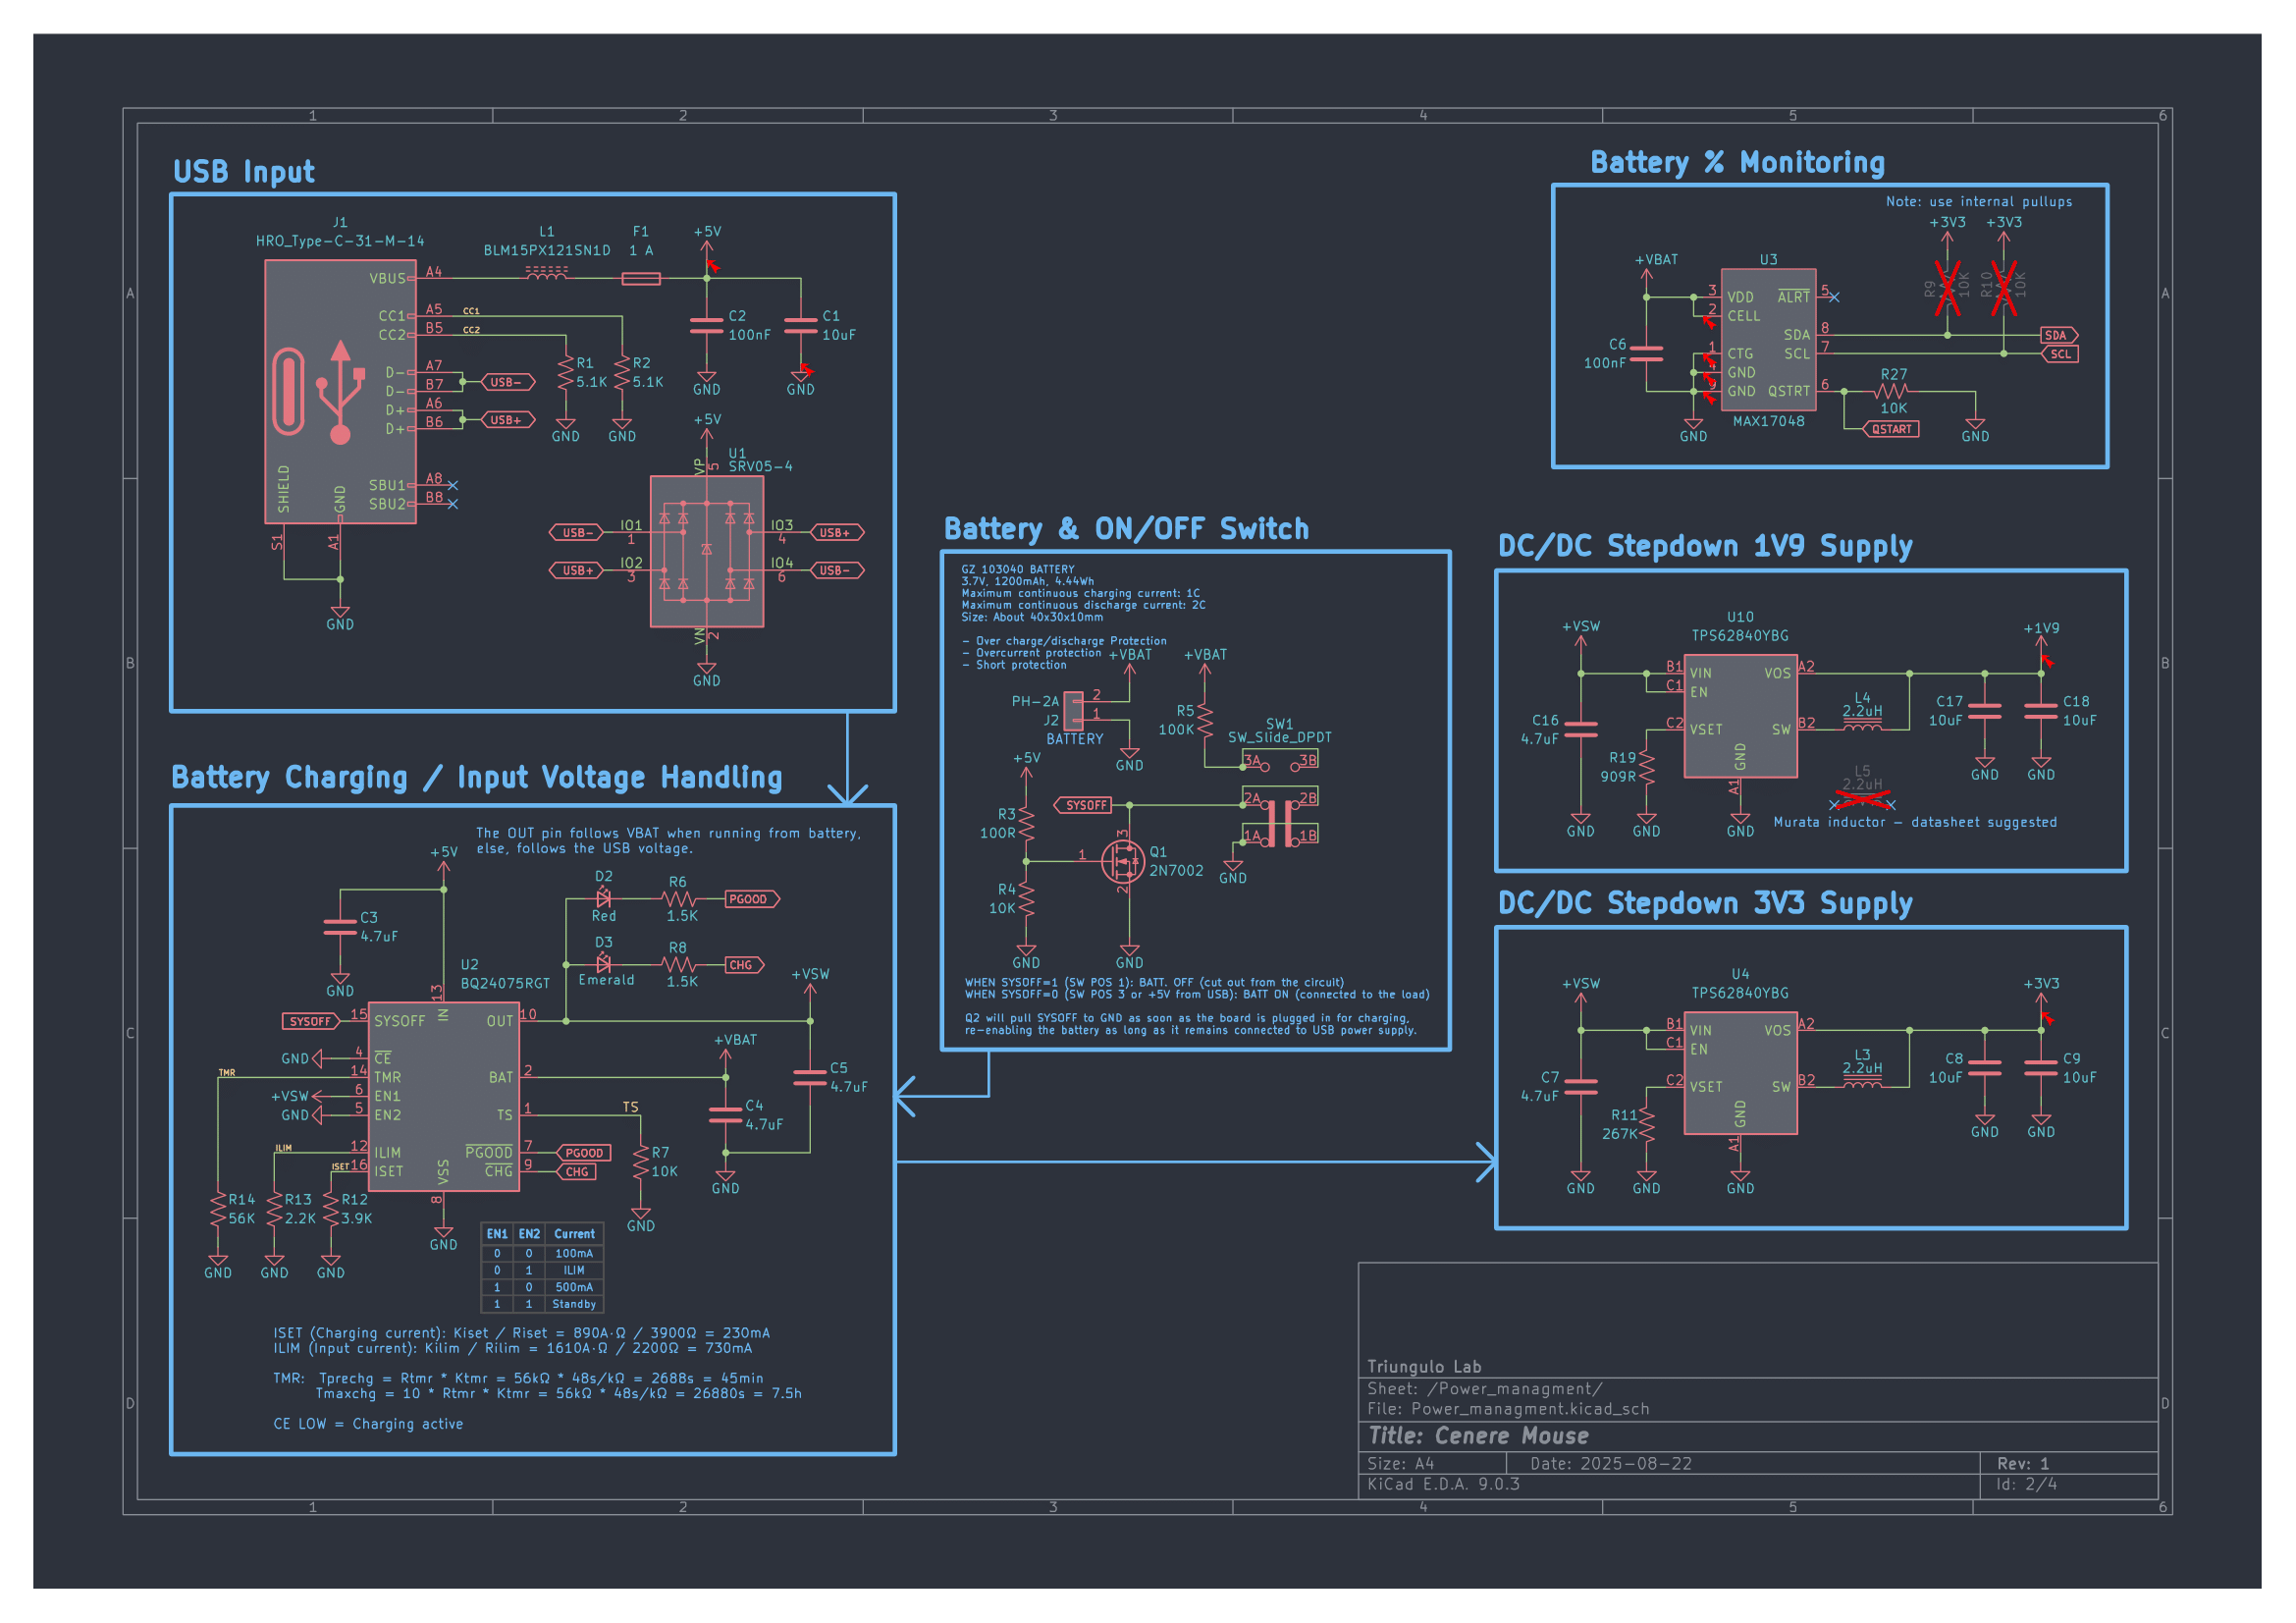 1 2 3 4 5 6
A
B
C
D
USB Input
J1
HRO_Type-C-31-M-14
VBUS A4
CC1 A5 CC1
CC2 B5 CC2
D- A7
D- B7 USB-
D+ A6
D+ B6 USB+
SBU1 A8
SBU2 B8
SHIELD S1
GND A1
GND
L1
BLM15PX121SN1D
F1
1 A
+5V
C2
100nF
GND
C1
10uF
GND
R1
5.1K
GND
R2
5.1K
GND
+5V
U1
SRV05-4
VP 5
USB- IO1 1
USB+ IO2 3
IO3 4 USB+
IO4 6 USB-
VN 2
GND
Battery % Monitoring
Note: use internal pullups
+3V3 +3V3
R9 10K
R10 10K
+VBAT
C6
100nF
U3
3 VDD
2 CELL
1 CTG
4 GND
9 GND
ALRT 5
SDA 8 SDA
SCL 7 SCL
QSTRT 6
MAX17048
R27
10K
QSTART
GND
GND
Battery & ON/OFF Switch
GZ 103040 BATTERY
3.7V, 1200mAh, 4.44Wh
Maximum continuous charging current: 1C
Maximum continuous discharge current: 2C
Size: About 40x30x10mm
- Over charge/discharge Protection
- Overcurrent protection
- Short protection
+VBAT
+VBAT
PH-2A 2
J2 1
BATTERY
GND
R5
100K
SW1
SW_Slide_DPDT
3A 3B
2A 2B
1A 1B
GND
+5V
R3
100R
SYSOFF
R4
10K
GND
1
3
2
Q1
2N7002
GND
WHEN SYSOFF=1 (SW POS 1): BATT. OFF (cut out from the circuit)
WHEN SYSOFF=0 (SW POS 3 or +5V from USB): BATT ON (connected to the load)
Q2 will pull SYSOFF to GND as soon as the board is plugged in for charging,
re-enabling the battery as long as it remains connected to USB power supply.
DC/DC Stepdown 1V9 Supply
+VSW
U10
TPS62840YBG
B1 VIN
C1 EN
C2 VSET
VOS A2
SW B2
GND A1
C16
4.7uF
GND
R19
909R
GND
GND
L4
2.2uH
L5
2.2uH
Murata inductor - datasheet suggested
+1V9
C17
10uF
GND
C18
10uF
GND
DC/DC Stepdown 3V3 Supply
+VSW
U4
TPS62840YBG
B1 VIN
C1 EN
C2 VSET
VOS A2
SW B2
GND A1
C7
4.7uF
GND
R11
267K
GND
GND
L3
2.2uH
+3V3
C8
10uF
GND
C9
10uF
GND
Battery Charging / Input Voltage Handling
The OUT pin follows VBAT when running from battery,
else, follows the USB voltage.
+5V
C3
4.7uF
GND
D2
Red
R6
1.5K
PGOOD
D3
Emerald
R8
1.5K
CHG
U2
BQ24075RGT
13 IN
SYSOFF 15 SYSOFF
GND 4 CE
TMR 14 TMR
+VSW 6 EN1
GND 5 EN2
ILIM 12 ILIM
ISET 16 ISET
VSS 8
OUT 10
BAT 2
TS 1 TS
PGOOD 7 PGOOD
CHG 9 CHG
+VSW
+VBAT
C5
4.7uF
C4
4.7uF
GND
R7
10K
GND
R14
56K
GND
R13
2.2K
GND
R12
3.9K
GND
GND
EN1 EN2 Current
0 0 100mA
0 1 ILIM
1 0 500mA
1 1 Standby
ISET (Charging current): Kiset / Riset = 890A·Ω / 3900Ω = 230mA
ILIM (Input current): Kilim / Rilim = 1610A·Ω / 2200Ω = 730mA
TMR: Tprechg = Rtmr * Ktmr = 56kΩ * 48s/kΩ = 2688s = 45min
Tmaxchg = 10 * Rtmr * Ktmr = 56kΩ * 48s/kΩ = 26880s = 7.5h
CE LOW = Charging active
Triungulo Lab
Sheet: /Power_managment/
File: Power_managment.kicad_sch
Title: Cenere Mouse
Size: A4 Date: 2025-08-22 Rev: 1
KiCad E.D.A. 9.0.3 Id: 2/4
A
B
C
D
1 2 3 4 5 6